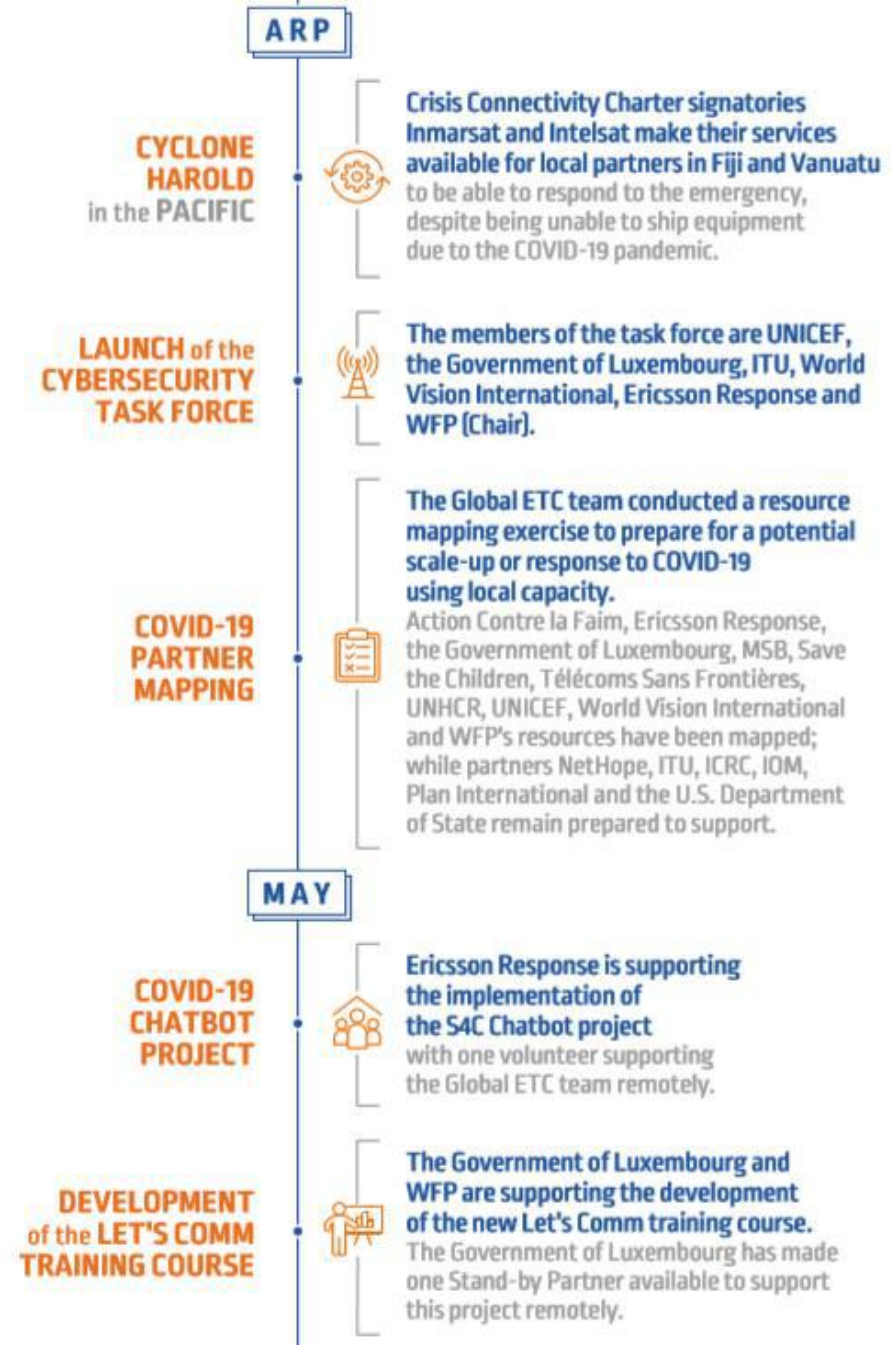 ARP
CYCLONE
HAROLD
in the PACIFIC
Crisis Connectivity Charter signatories
Inmarsat and Intelsat make their services
available for local partners in Fiji and Vanuatu
to be able to respond to the emergency,
despite being unable to ship equipment
due to the COVID-19 pandemic.
LAUNCH of the
CYBERSECURITY
TASK FORCE
The members of the task force are UNICEF,
the Government of Luxembourg, ITU, World
Vision International, Ericsson Response and
WFP (Chair).
COVID-19
PARTNER
MAPPING
The Global ETC team conducted a resource
mapping exercise to prepare for a potential
scale-up or response to COVID-19
using local capacity.
Action Contre la Faim, Ericsson Response,
the Government of Luxembourg, MSB, Save
the Children, Télécoms Sans Frontières,
UNHCR, UNICEF, World Vision International
and WFP's resources have been mapped;
while partners NetHope, ITU, ICRC, IOM,
Plan International and the U.S. Department
of State remain prepared to support.
MAY
COVID-19
CHATBOT
PROJECT
Ericsson Response is supporting
the implementation of
the S4C Chatbot project
with one volunteer supporting
the Global ETC team remotely.
DEVELOPMENT
of the LET'S COMM
TRAINING COURSE
The Government of Luxembourg and
WFP are supporting the development
of the new Let's Comm training course.
The Government of Luxembourg has made
one Stand-by Partner available to support
this project remotely.